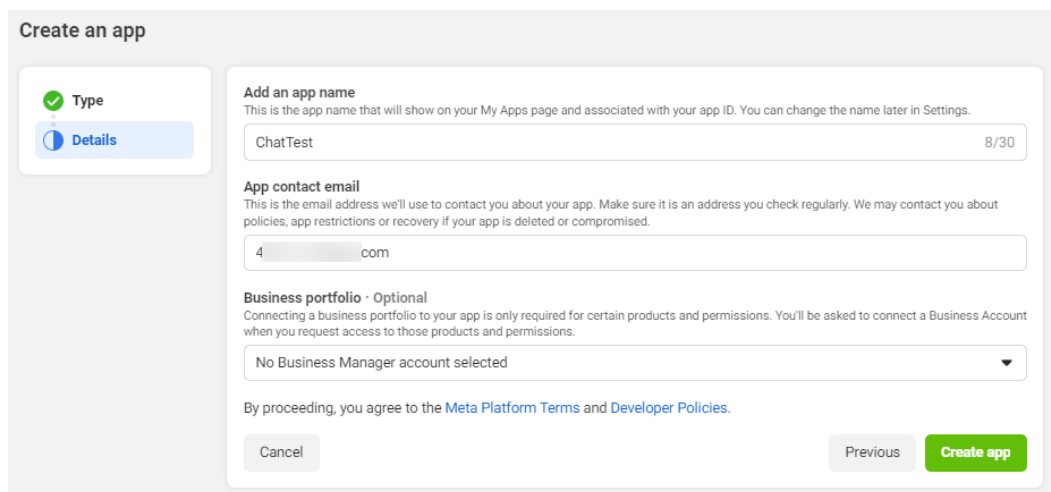 Create an app
Type
Details
Add an app name
This is the app name that will show on your My Apps page and associated with your app ID. You can change the name later in Settings.
ChatTest
8/30
App contact email
This is the email address we'll use to contact you about your app. Make sure it is an address you check regularly. We may contact you about
policies, app restrictions or recovery if your app is deleted or compromised.
4 com
Business portfolio · Optional
Connecting a business portfolio to your app is only required for certain products and permissions. You'll be asked to connect a Business Account
when you request access to those products and permissions.
No Business Manager account selected
By proceeding, you agree to the Meta Platform Terms and Developer Policies.
Cancel
Previous
Create app